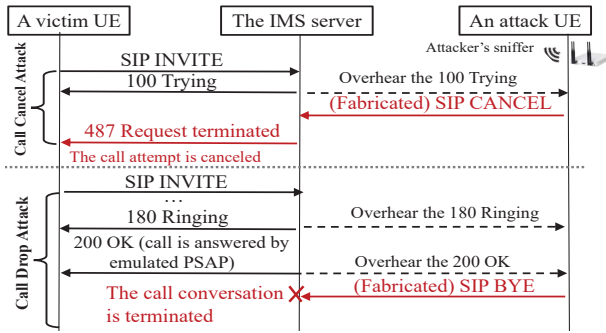 A victim UE
The IMS server
An attack UE
Attacker's sniffer
Call Cancel Attack
SIP INVITE
100 Trying
Overhear the 100 Trying
(Fabricated) SIP CANCEL
487 Request terminated
The call attempt is canceled
Call Drop Attack
SIP INVITE
...
180 Ringing
Overhear the 180 Ringing
200 OK (call is answered by
emulated PSAP)
Overhear the 200 OK
(Fabricated) SIP BYE
The call conversation
is terminated